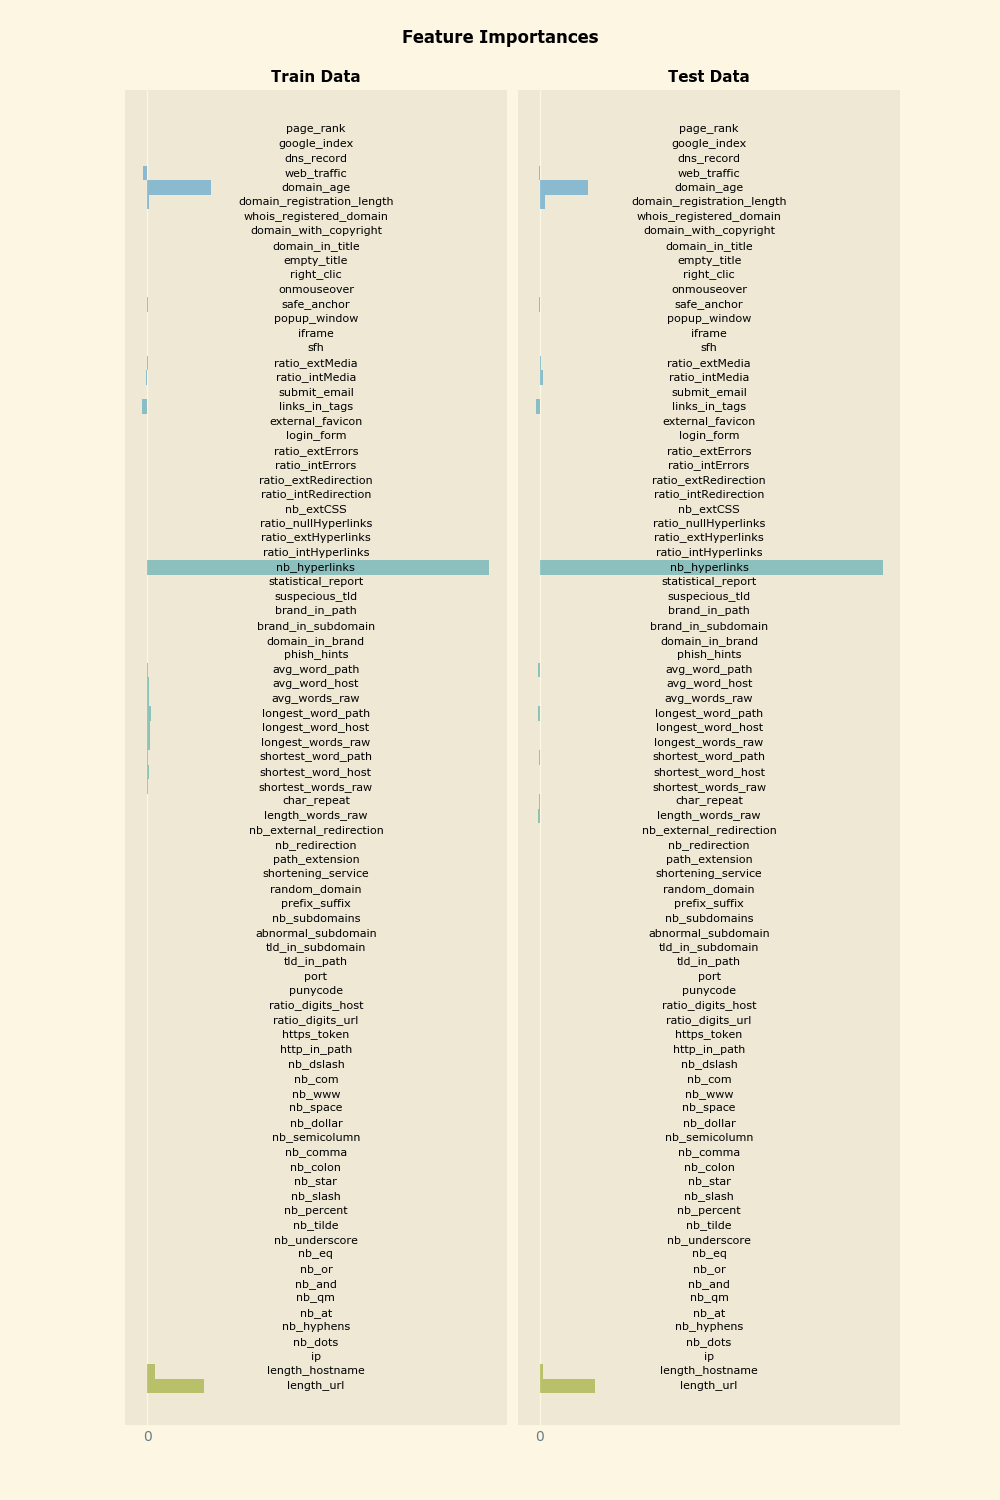 Feature Importances
Train Data
page_rank
google_index
dns_record
web_traffic
domain_age
domain_registration_length
whois_registered_domain
domain_with_copyright
domain_in_title
empty_title
right_clic
onmouseover
safe_anchor
popup_window
iframe
sfh
ratio_extMedia
ratio_intMedia
submit_email
links_in_tags
external_favicon
login_form
ratio_extErrors
ratio_intErrors
ratio_extRedirection
ratio_intRedirection
nb_extCSS
ratio_nullHyperlinks
ratio_extHyperlinks
ratio_intHyperlinks
nb_hyperlinks
statistical_report
suspecious_tld
brand_in_path
brand_in_subdomain
domain_in_brand
phish_hints
avg_word_path
avg_word_host
avg_words_raw
longest_word_path
longest_word_host
longest_words_raw
shortest_word_path
shortest_word_host
shortest_words_raw
char_repeat
length_words_raw
nb_external_redirection
nb_redirection
path_extension
shortening_service
random_domain
prefix_suffix
nb_subdomains
abnormal_subdomain
tld_in_subdomain
tld_in_path
port
punycode
ratio_digits_host
ratio_digits_url
https_token
http_in_path
nb_dslash
nb_com
nb_www
nb_space
nb_dollar
nb_semicolumn
nb_comma
nb_colon
nb_star
nb_slash
nb_percent
nb_tilde
nb_underscore
nb_eq
nb_or
nb_and
nb_qm
nb_at
nb_hyphens
nb_dots
ip
length_hostname
length_url
0
Test Data
page_rank
google_index
dns_record
web_traffic
domain_age
domain_registration_length
whois_registered_domain
domain_with_copyright
domain_in_title
empty_title
right_clic
onmouseover
safe_anchor
popup_window
iframe
sfh
ratio_extMedia
ratio_intMedia
submit_email
links_in_tags
external_favicon
login_form
ratio_extErrors
ratio_intErrors
ratio_extRedirection
ratio_intRedirection
nb_extCSS
ratio_nullHyperlinks
ratio_extHyperlinks
ratio_intHyperlinks
nb_hyperlinks
statistical_report
suspecious_tld
brand_in_path
brand_in_subdomain
domain_in_brand
phish_hints
avg_word_path
avg_word_host
avg_words_raw
longest_word_path
longest_word_host
longest_words_raw
shortest_word_path
shortest_word_host
shortest_words_raw
char_repeat
length_words_raw
nb_external_redirection
nb_redirection
path_extension
shortening_service
random_domain
prefix_suffix
nb_subdomains
abnormal_subdomain
tld_in_subdomain
tld_in_path
port
punycode
ratio_digits_host
ratio_digits_url
https_token
http_in_path
nb_dslash
nb_com
nb_www
nb_space
nb_dollar
nb_semicolumn
nb_comma
nb_colon
nb_star
nb_slash
nb_percent
nb_tilde
nb_underscore
nb_eq
nb_or
nb_and
nb_qm
nb_at
nb_hyphens
nb_dots
ip
length_hostname
length_url
0